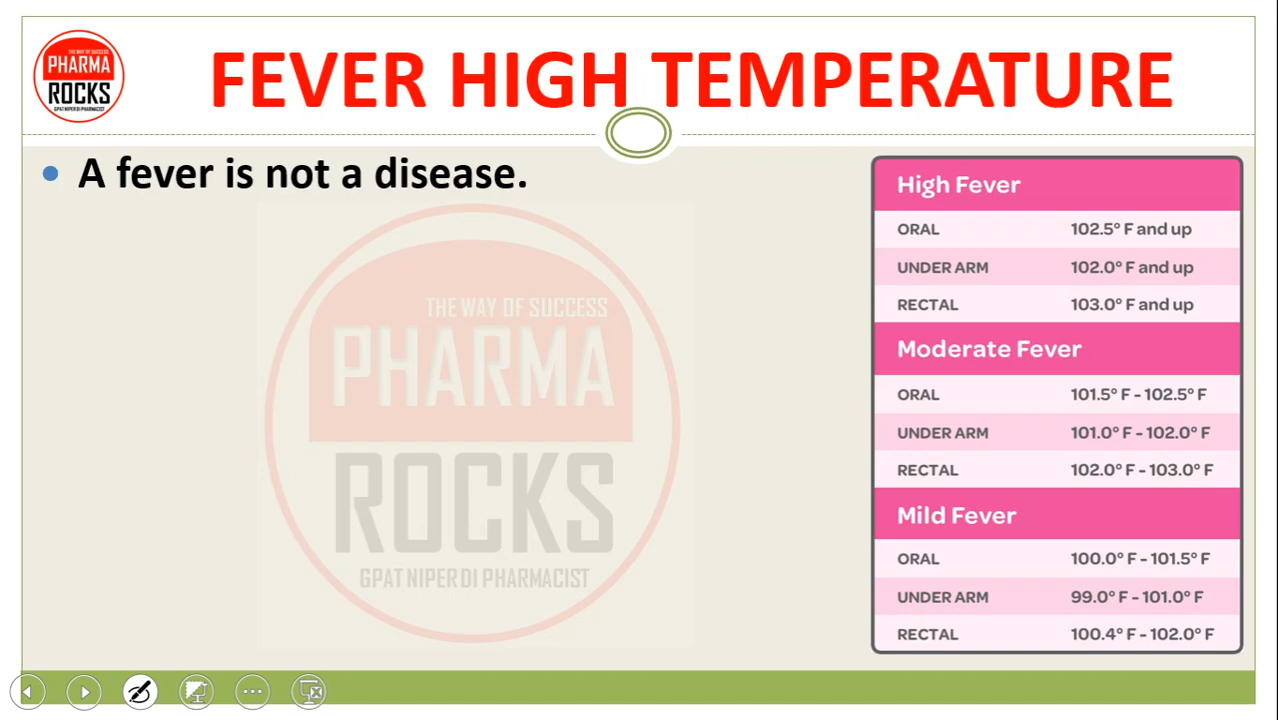 THE WAY OF SUCCESS
PHARMA
ROCKS
GPAT NIPER DI PHARMACIST
FEVER HIGH TEMPERATURE
• A fever is not a disease.
THE WAY OF SUCCESS
PHARMA
ROCKS
GPAT NIPER DI PHARMACIST
High Fever
ORAL 102.5° F and up
UNDER ARM 102.0° F and up
RECTAL 103.0° F and up
Moderate Fever
ORAL 101.5° F - 102.5° F
UNDER ARM 101.0° F - 102.0° F
RECTAL 102.0° F - 103.0° F
Mild Fever
ORAL 100.0° F - 101.5° F
UNDER ARM 99.0° F - 101.0° F
RECTAL 100.4° F - 102.0° F